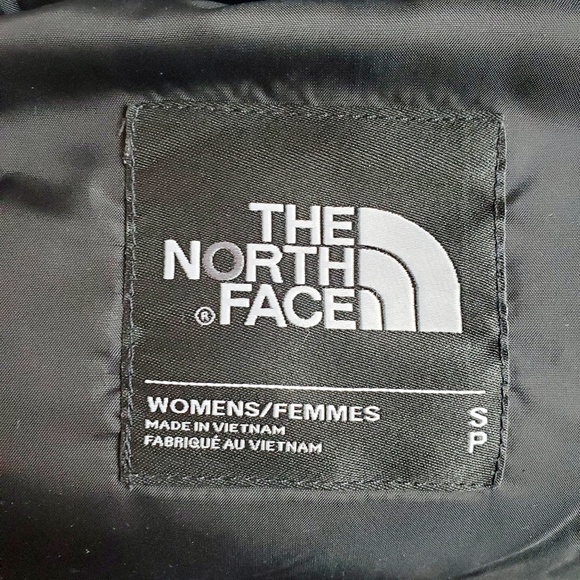 THE
NORTH
® FACE
WOMENS/FEMMES S
MADE IN VIETNAM P
FABRIQUÉ AU VIETNAM